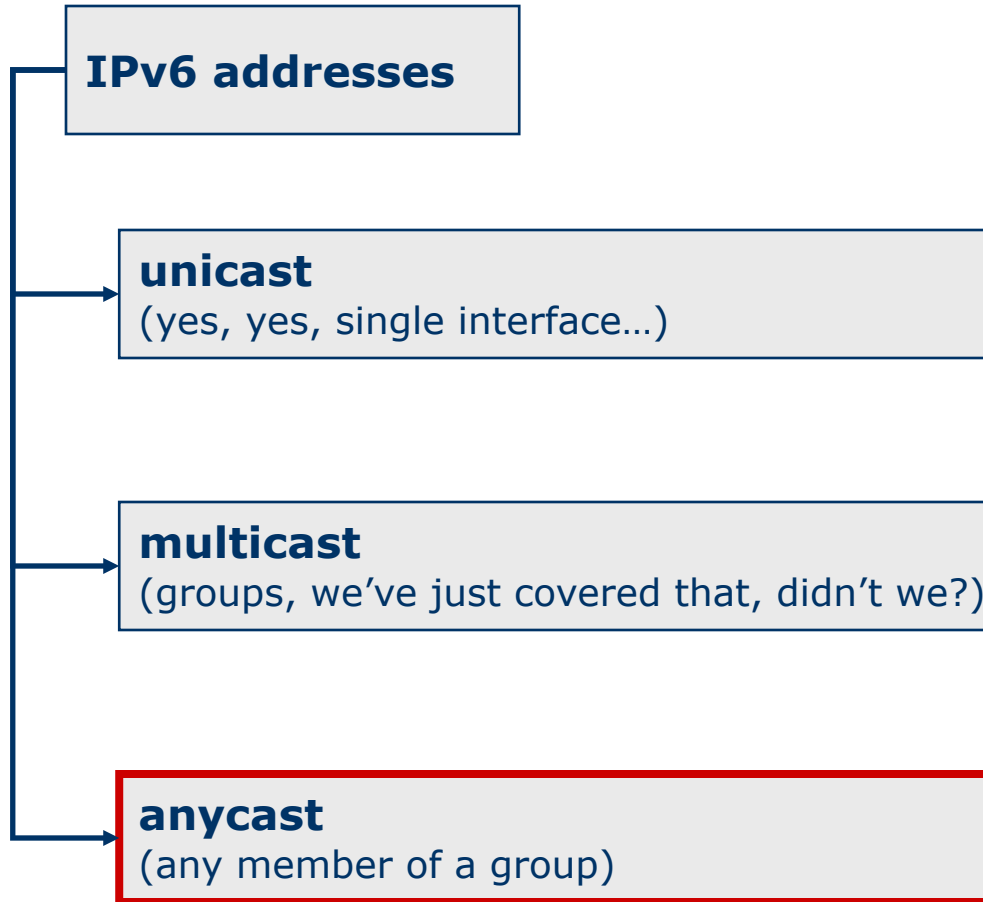 IPv6 addresses
unicast
(yes, yes, single interface…)
multicast
(groups, we’ve just covered that, didn’t we?)
anycast
(any member of a group)